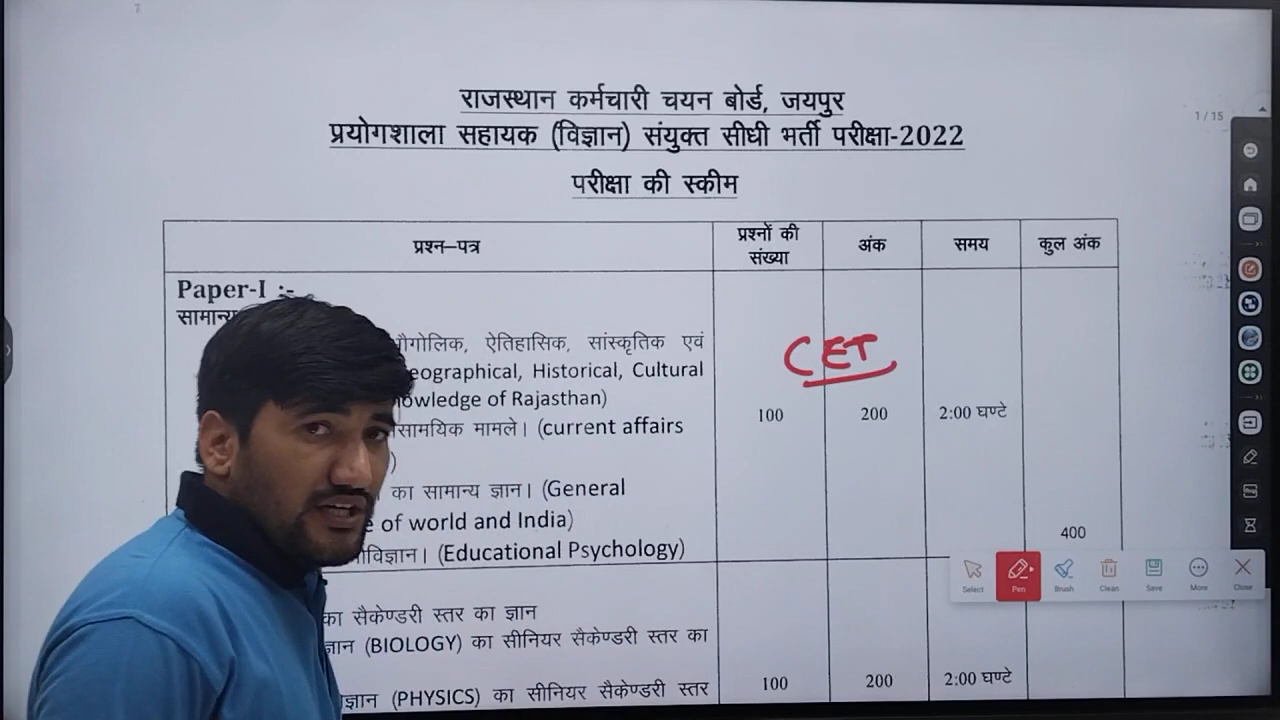 राजस्थान कर्मचारी चयन बोर्ड, जयपुर
प्रयोगशाला सहायक (विज्ञान) संयुक्त सीधी भर्ती परीक्षा-2022
परीक्षा की स्कीम
1 / 15
प्रश्न–पत्र
प्रश्नों की
संख्या
अंक
समय
कुल अंक
Paper-I :-
सामान्य
भौगोलिक, ऐतिहासिक, सांस्कृतिक एवं
eographical, Historical, Cultural
nowledge of Rajasthan)
सामयिक मामले। (current affairs
)
का सामान्य ज्ञान। (General
e of world and India)
विज्ञान। (Educational Psychology)
CET
100
200
2:00 घण्टे
400
का सैकेण्डरी स्तर का ज्ञान
ज्ञान (BIOLOGY) का सीनियर सैकेण्डरी स्तर का
ज्ञान (PHYSICS) का सीनियर सैकेण्डरी स्तर
100
200
2:00 घण्टे
Select
Pen
Brush
Clean
Save
More
Close